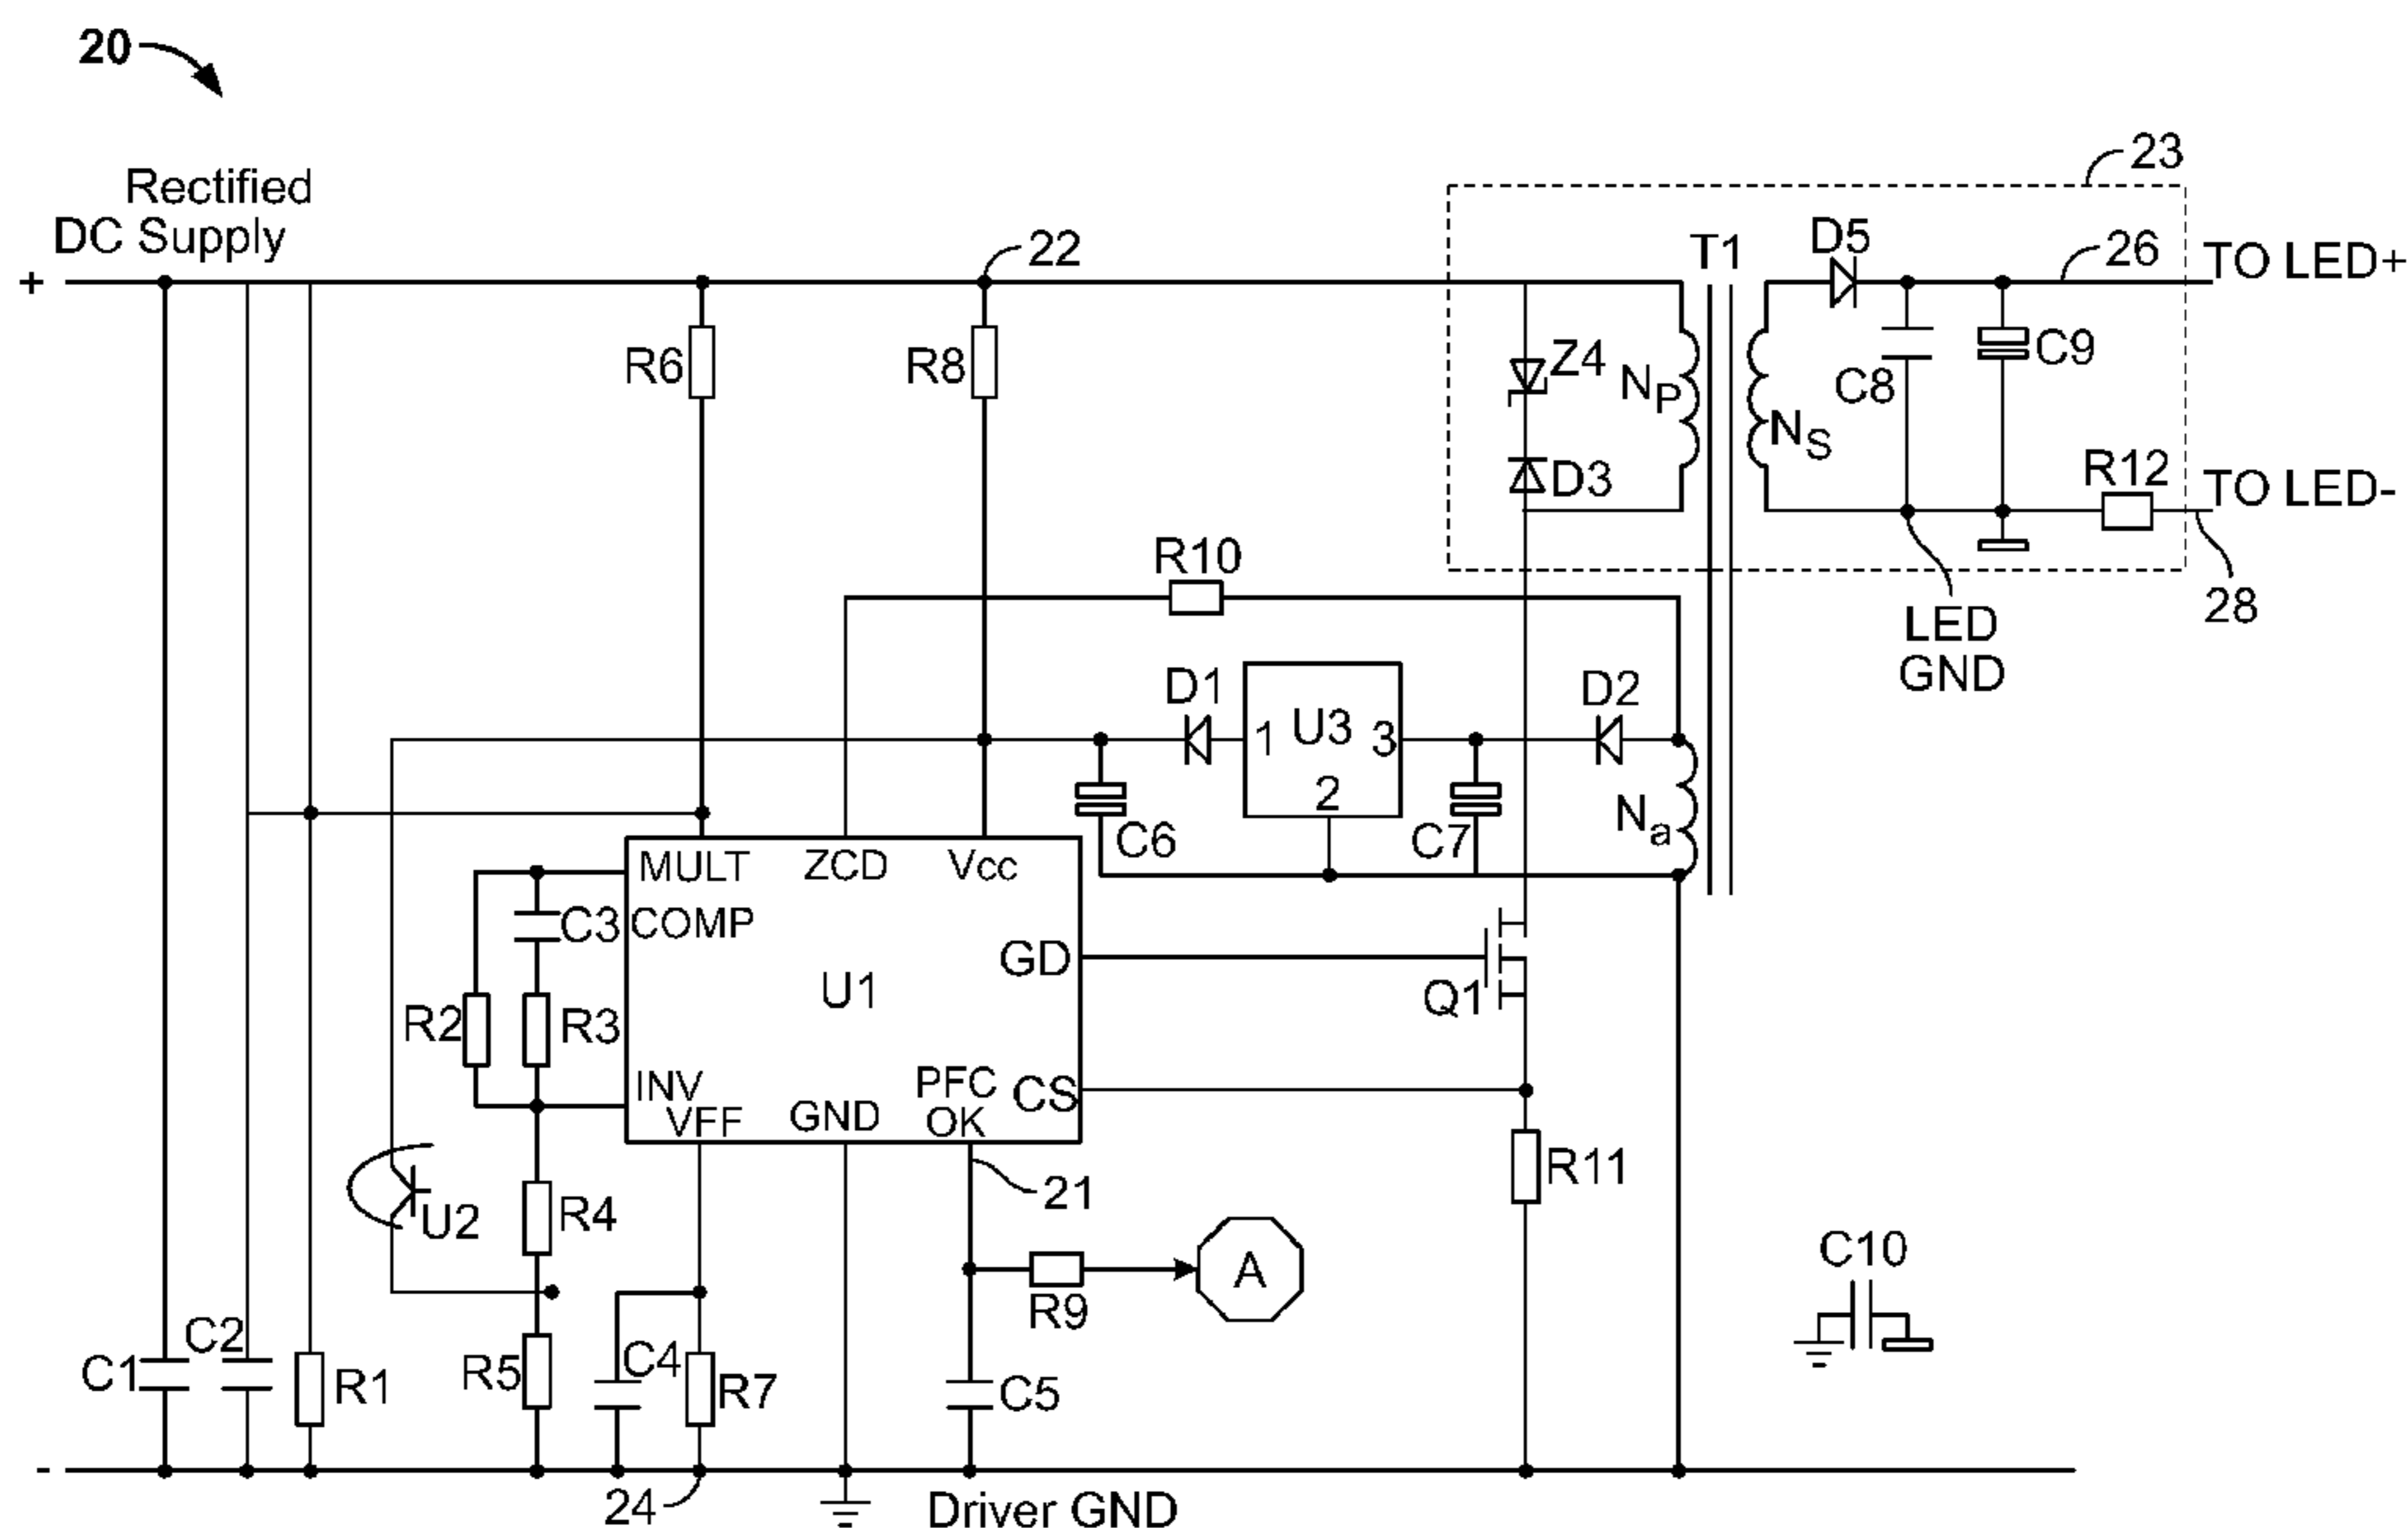 20
Rectified
DC Supply
+
22
23
T1
D5
26
TO LED+
R6
R8
Z4
NP
NS
C8
C9
D3
R12
TO LED-
28
R10
LED
GND
D1
U3
1
3
2
D2
C6
C7
Na
MULT
ZCD
Vcc
C3
COMP
GD
U1
Q1
R2
R3
INV
VFF
GND
PFC
OK
CS
21
R11
U2
R4
A
R9
C10
C1
C2
R1
R5
C4
R7
C5
-
24
Driver GND